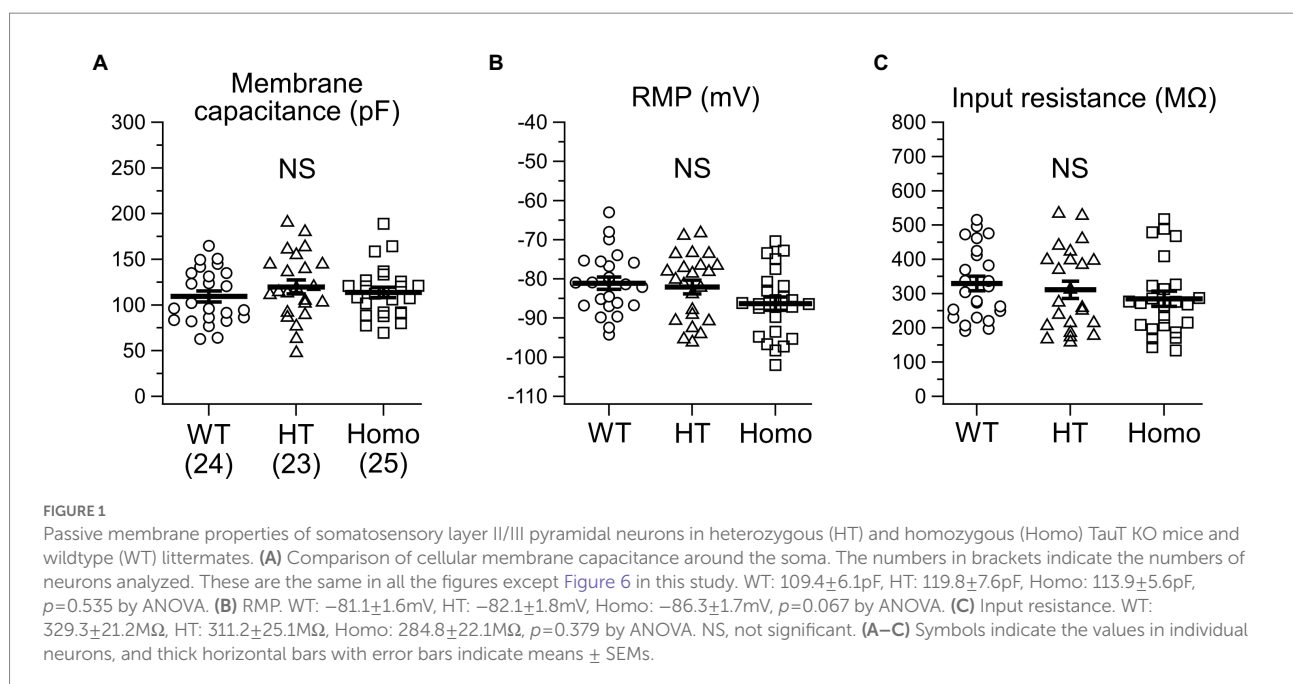 A
Membrane
capacitance (pF)
300
250
200
150
100
50
0
NS
WT
(24)
HT
(23)
Homo
(25)
B
RMP (mV)
-40
-50
-60
-70
-80
-90
-100
-110
NS
WT
HT
Homo
C
Input resistance (MΩ)
800
700
600
500
400
300
200
100
0
NS
WT
HT
Homo
FIGURE 1
Passive membrane properties of somatosensory layer II/III pyramidal neurons in heterozygous (HT) and homozygous (Homo) TauT KO mice and
wildtype (WT) littermates. (A) Comparison of cellular membrane capacitance around the soma. The numbers in brackets indicate the numbers of
neurons analyzed. These are the same in all the figures except Figure 6 in this study. WT: 109.4±6.1pF, HT: 119.8±7.6pF, Homo: 113.9±5.6pF,
p=0.535 by ANOVA. (B) RMP. WT: −81.1±1.6mV, HT: −82.1±1.8mV, Homo: −86.3±1.7mV, p=0.067 by ANOVA. (C) Input resistance. WT:
329.3±21.2MΩ, HT: 311.2±25.1MΩ, Homo: 284.8±22.1MΩ, p=0.379 by ANOVA. NS, not significant. (A–C) Symbols indicate the values in individual
neurons, and thick horizontal bars with error bars indicate means ± SEMs.